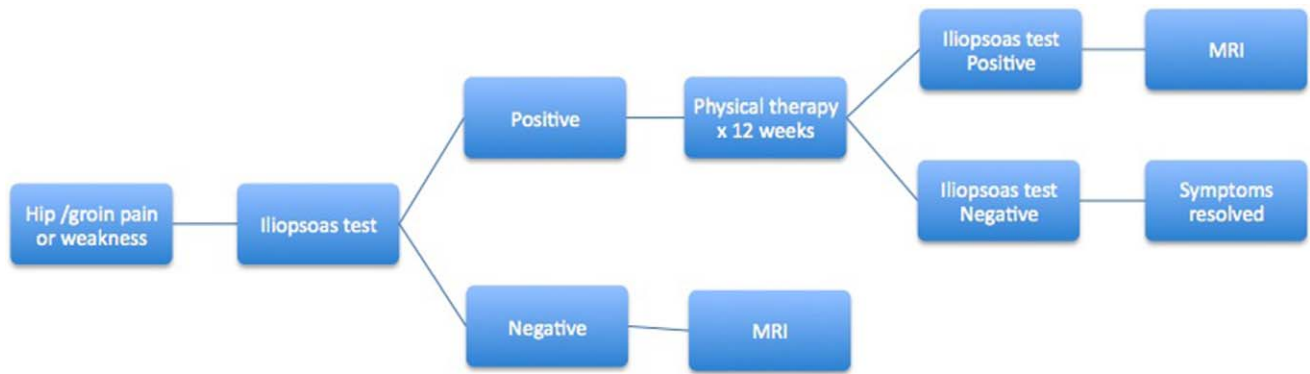 Hip /groin pain
or weakness
Iliopsoas test
Positive
Physical therapy
x 12 weeks
Iliopsoas test
Positive
MRI
Iliopsoas test
Negative
Symptoms
resolved
Negative
MRI